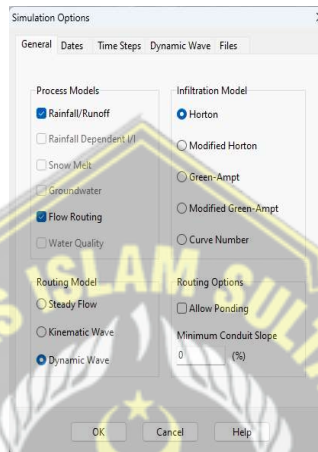 Simulation Options
General Dates Time Steps Dynamic Wave Files
Process Models
Rainfall/Runoff
Rainfall Dependent I/I
Snow Melt
Groundwater
Flow Routing
Water Quality
Infiltration Model
Horton
Modified Horton
Green-Ampt
Modified Green-Ampt
Curve Number
Routing Model
Steady Flow
Kinematic Wave
Dynamic Wave
Routing Options
Allow Ponding
Minimum Conduit Slope
0 (%)
OK Cancel Help
ISLAM SUL